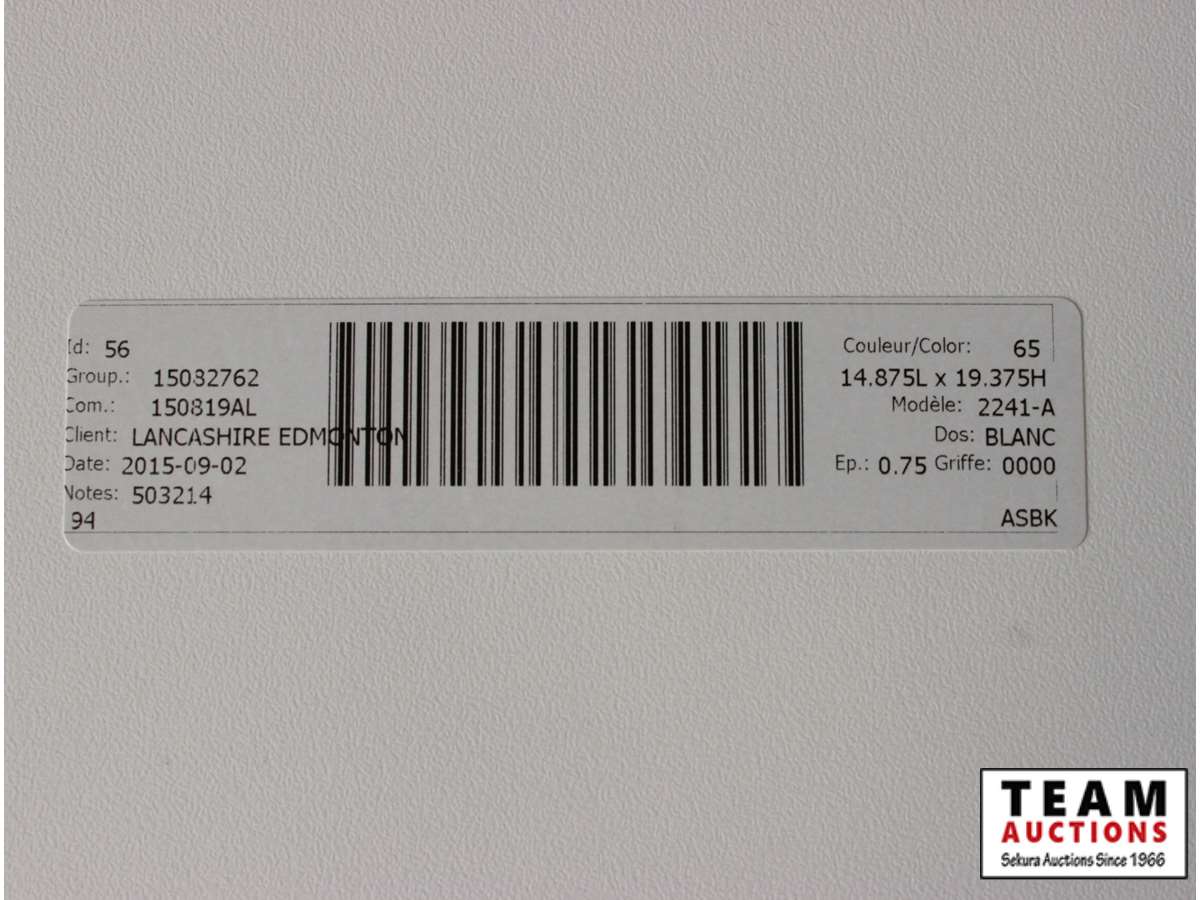 Id: 56
Group.: 15082762
Com.: 150819AL
Client: LANCASHIRE EDMONTON
Date: 2015-09-02
Notes: 503214
94
Couleur/Color: 65
14.875L x 19.375H
Modèle: 2241-A
Dos: BLANC
Ep.: 0.75 Griffe: 0000
ASBK
TEAM
AUCTIONS
Sekura Auctions Since 1966